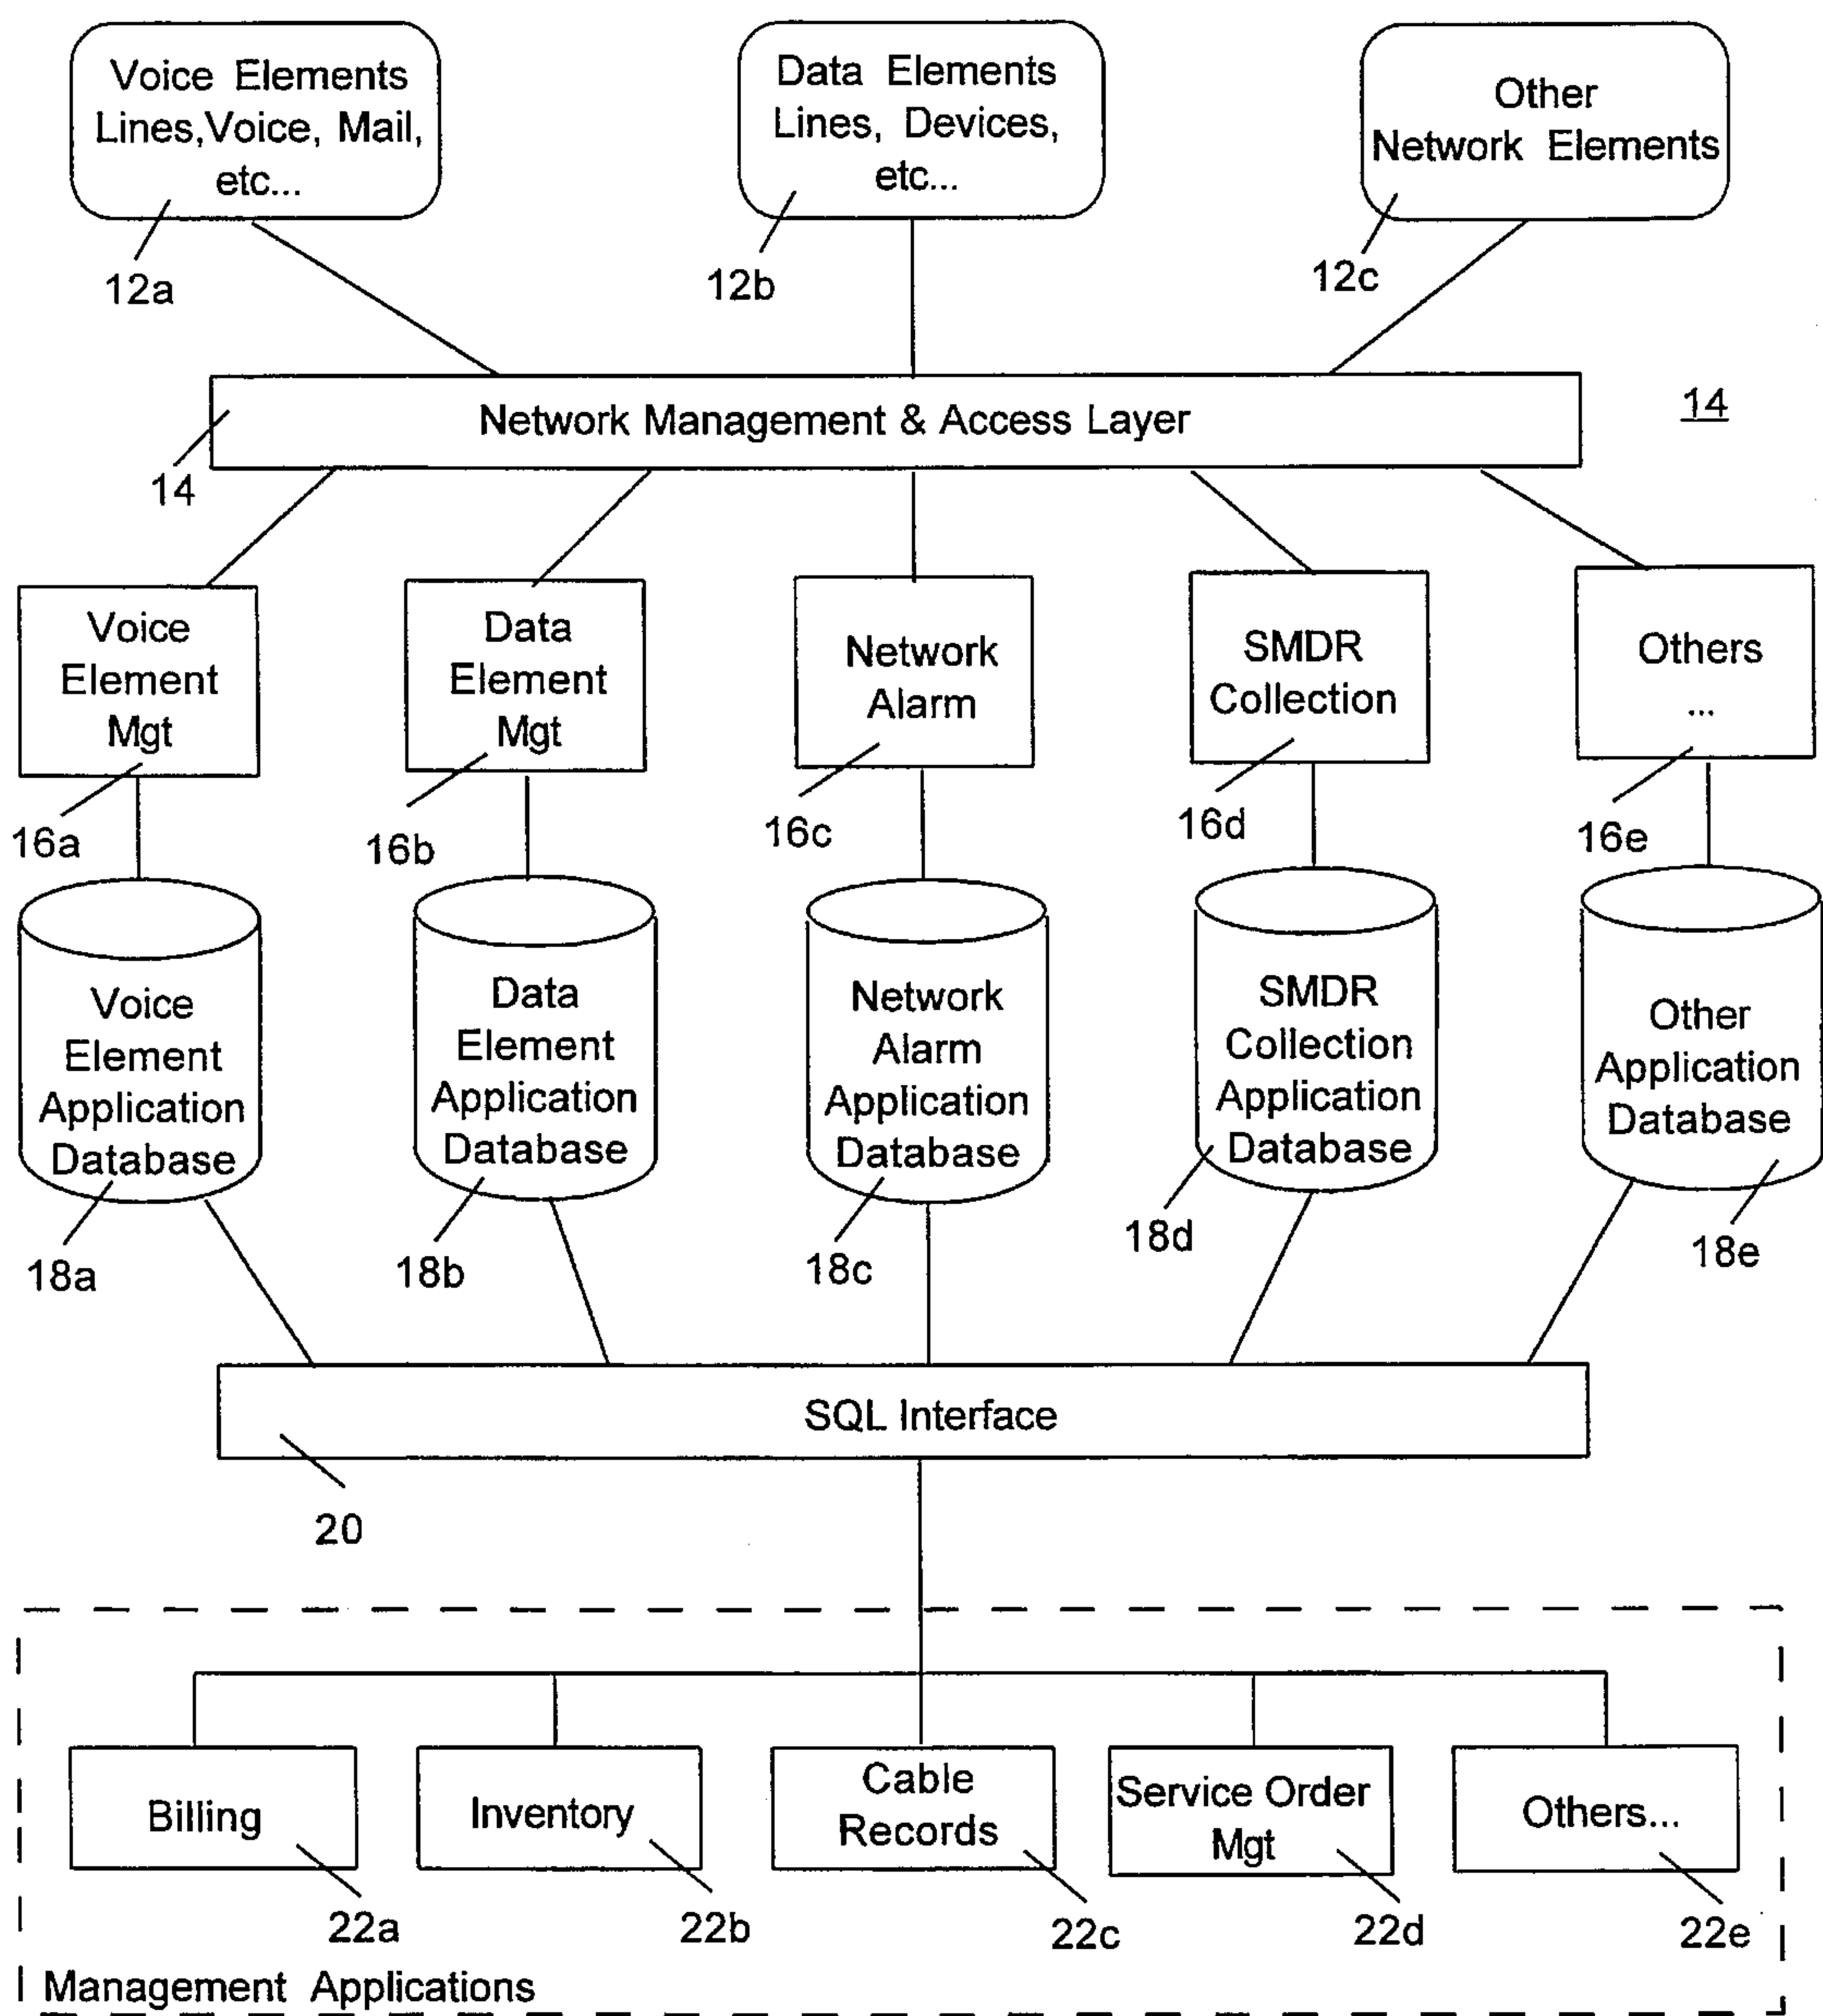 Voice Elements
Lines,Voice, Mail,
etc...
Data Elements
Lines, Devices,
etc...
Other
Network Elements
12a
12b
12c
Network Management & Access Layer
14
14
Voice
Element
Mgt
Data
Element
Mgt
Network
Alarm
SMDR
Collection
Others
...
16a
16b
16c
16d
16e
Voice
Element
Application
Database
Data
Element
Application
Database
Network
Alarm
Application
Database
SMDR
Collection
Application
Database
Other
Application
Database
18a
18b
18c
18d
18e
SQL Interface
20
Billing
Inventory
Cable
Records
Service Order
Mgt
Others...
22a
22b
22c
22d
22e
Management Applications